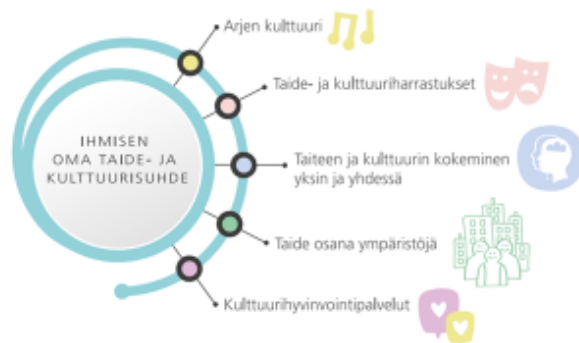 Arjen kulttuuri
Taide- ja kulttuuriharrastukset
IHMISEN
OMA TAIDE- JA
KULTTUURISUHDE
Taiteen ja kulttuurin kokeminen
yksin ja yhdessä
Taide osana ympäristöjä
Kulttuurihyvinvointipalvelut